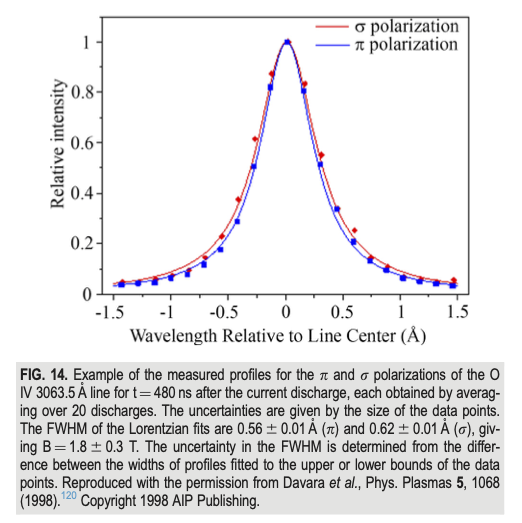 σ polarization
π polarization
1
0.8
0.6
0.4
0.2
0
Relative intensity
-1.5 -1 -0.5 0 0.5 1 1.5
Wavelength Relative to Line Center (Å)
FIG. 14. Example of the measured profiles for the π and σ polarizations of the O
IV 3063.5 Å line for t = 480 ns after the current discharge, each obtained by averag-
ing over 20 discharges. The uncertainties are given by the size of the data points.
The FWHM of the Lorentzian fits are 0.56 ± 0.01 Å (π) and 0.62 ± 0.01 Å (σ), giv-
ing B = 1.8 ± 0.3 T. The uncertainty in the FWHM is determined from the differ-
ence between the widths of profiles fitted to the upper or lower bounds of the data
points. Reproduced with the permission from Davara et al., Phys. Plasmas 5, 1068
(1998).120 Copyright 1998 AIP Publishing.